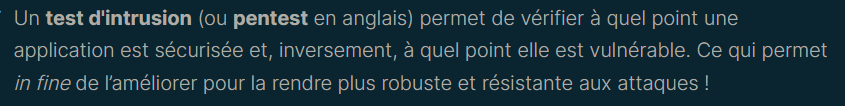 Un test d'intrusion (ou pentest en anglais) permet de vérifier à quel point une
application est sécurisée et, inversement, à quel point elle est vulnérable. Ce qui permet
in fine de l’améliorer pour la rendre plus robuste et résistante aux attaques !